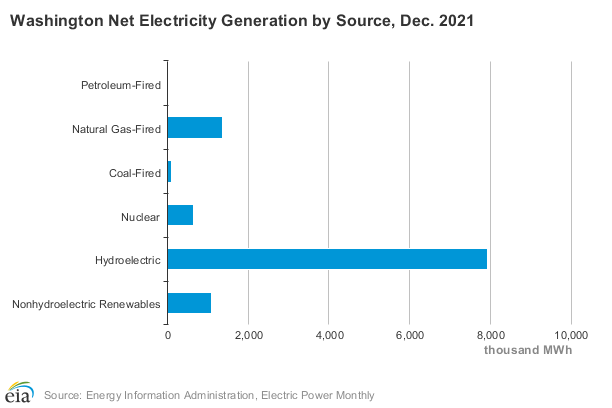 Washington Net Electricity Generation by Source, Dec. 2021
Petroleum-Fired
Natural Gas-Fired
Coal-Fired
Nuclear
Hydroelectric
Nonhydroelectric Renewables
0 2,000 4,000 6,000 8,000 10,000
thousand MWh
eia Source: Energy Information Administration, Electric Power Monthly